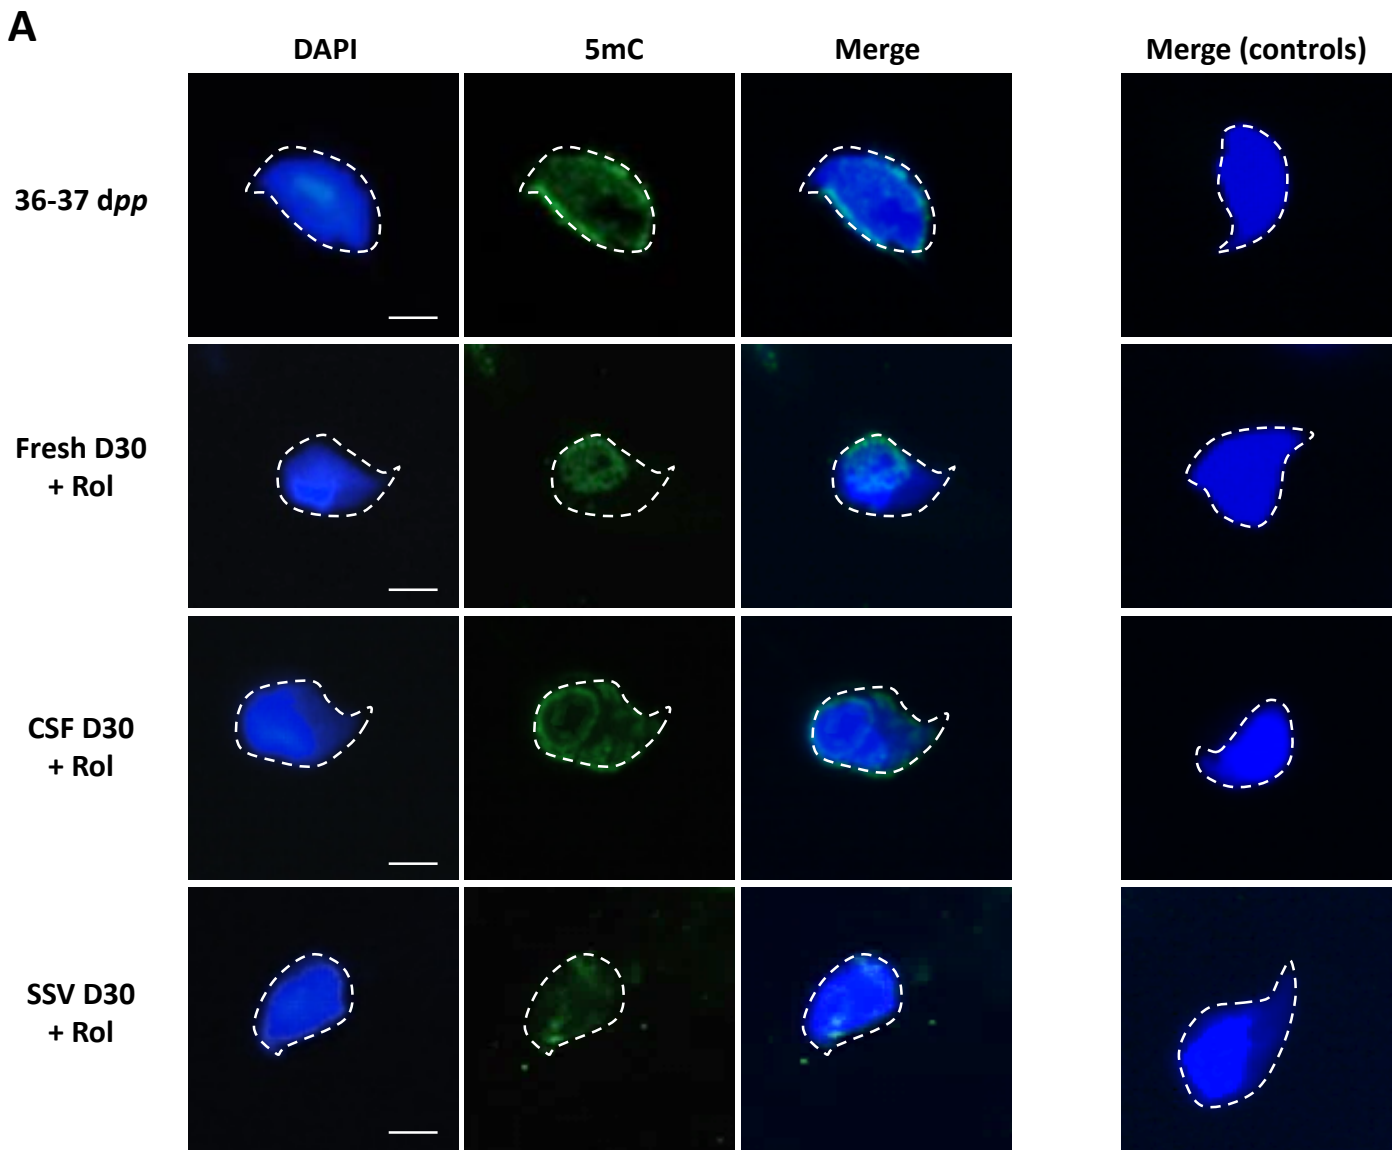 A
DAPI
5mC
Merge
Merge (controls)
36-37 dpp
Fresh D30
+ Rol
CSF D30
+ Rol
SSV D30
+ Rol